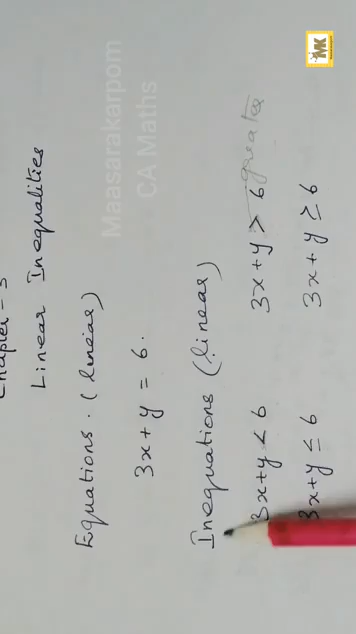 Chapter - 3
Linear Inequalities
Maasarakarpom
CA Maths
Equations. (linear)
3x+y = 6.
Inequations (linear)
3x+y < 6 3x+y > 6 greater
3x+y ≤ 6 3x+y ≥ 6
MK